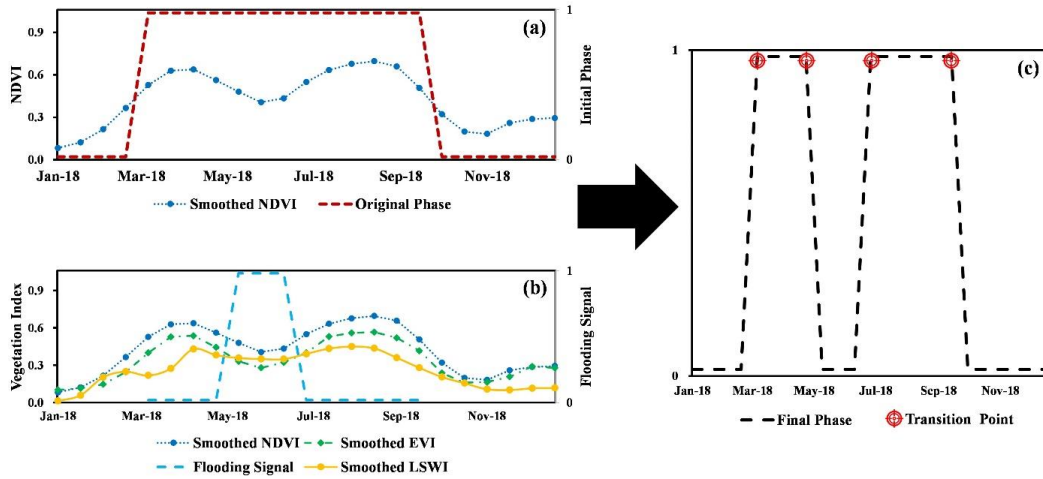 (a)
NDVI
0.9
0.6
0.3
0.0
1
0
Initial Phase
Jan-18 Mar-18 May-18 Jul-18 Sep-18 Nov-18
Smoothed NDVI Original Phase
(b)
Vegetation Index
0.9
0.6
0.3
0.0
1
0
Flooding Signal
Jan-18 Mar-18 May-18 Jul-18 Sep-18 Nov-18
Smoothed NDVI Smoothed EVI
Flooding Signal Smoothed LSWI
(c)
1
0
Jan-18 Mar-18 May-18 Jul-18 Sep-18 Nov-18
Final Phase Transition Point